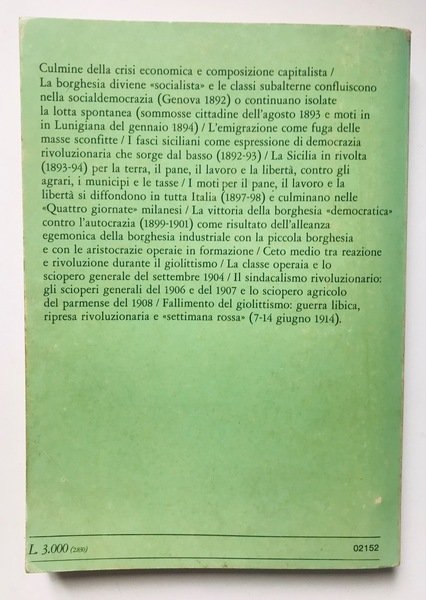 Culmine della crisi economica e composizione capitalista /
La borghesia diviene «socialista» e le classi subalterne confluiscono
nella socialdemocrazia (Genova 1892) o continuano isolate
la lotta spontanea (sommosse cittadine dell'agosto 1893 e moti in
in Lunigiana del gennaio 1894) / L'emigrazione come fuga delle
masse sconfitte / I fasci siciliani come espressione di democrazia
rivoluzionaria che sorge dal basso (1892-93) / La Sicilia in rivolta
(1893-94) per la terra, il pane, il lavoro e la libertà, contro gli
agrari, i municipi e le tasse / I moti per il pane, il lavoro e la
libertà si diffondono in tutta Italia (1897-98) e culminano nelle
«Quattro giornate» milanesi / La vittoria della borghesia «democratica»
contro l'autocrazia (1899-1901) come risultato dell'alleanza
egemonica della borghesia industriale con la piccola borghesia
e con le aristocrazie operaie in formazione / Ceto medio tra reazione
e rivoluzione durante il giolittismo / La classe operaia e lo
sciopero generale del settembre 1904 / Il sindacalismo rivoluzionario:
gli scioperi generali del 1906 e del 1907 e lo sciopero agricolo
del parmense del 1908 / Fallimento del giolittismo: guerra libica,
ripresa rivoluzionaria e «settimana rossa» (7-14 giugno 1914).
L. 3.000 (2.830) 02152